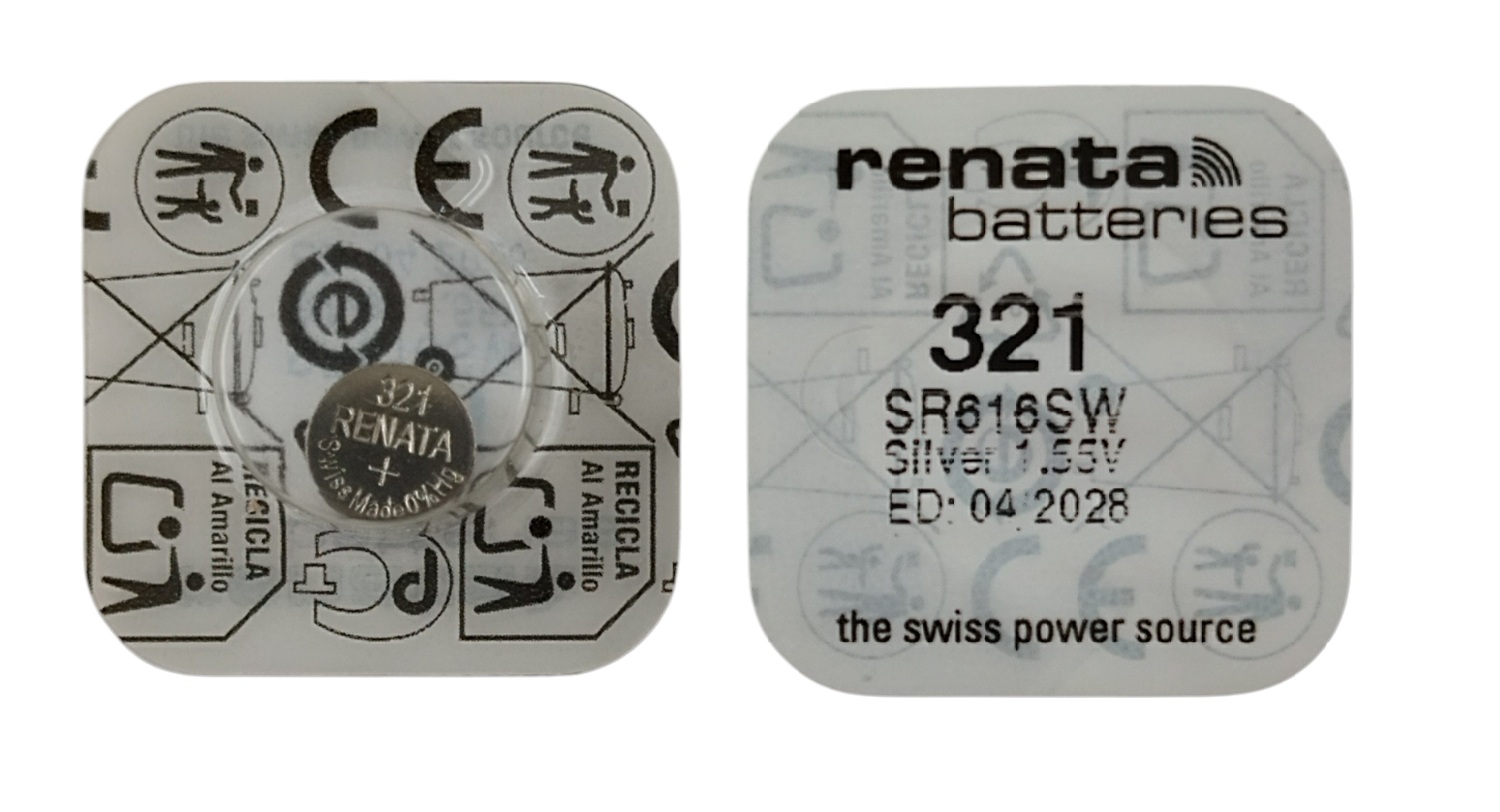 CE
e
321
RENATA
+
Swiss Made 0% Hg
RECICLA
Al Amarillo
RECICLA
Al Amarillo
renata
batteries
321
SR616SW
Silver 1.55V
ED: 04 2028
the swiss power source